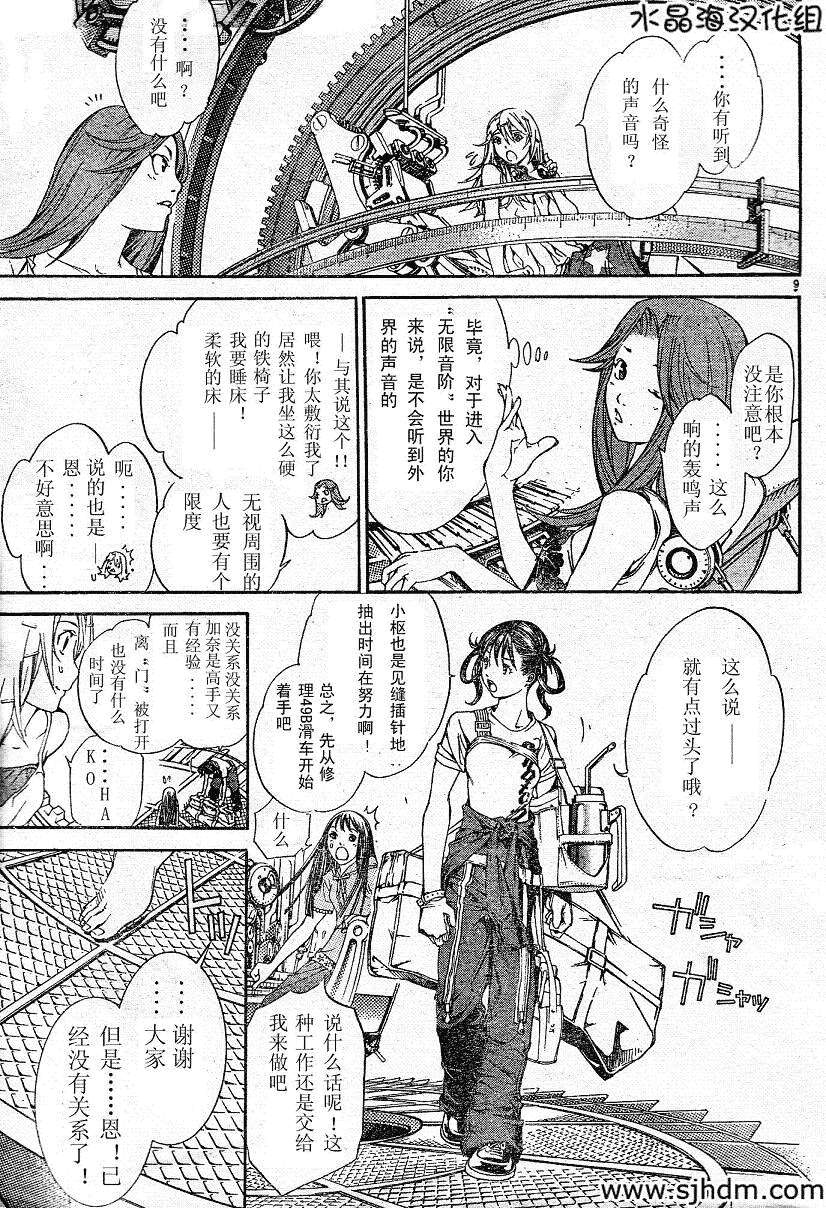 水晶海汉化组
····你有听到
什么奇怪
的声音吗？
····啊？
没有什么吧
9
是你根本
没注意吧？
·····这么
响的轰鸣声
毕竟，对于进入
“无限音阶”世界的你
来说，是不会听到外
界的声音的
—与其说这个!!
喂！你太敷衍我了
居然让我坐这么硬
的铁椅子
我要睡床！
柔软的床—
无视周围的
人也要有个
限度
呃·····
说的也是—
恩······
不好意思啊···
这么说—
就有点过头了哦？
小枢也是见缝插针地
抽出时间在努力啊！
总之，先从修
理49B滑车开始
着手吧
什么
ガシャ
ガシャッ
说什么话呢！这
种工作还是交给
我来做吧
没关系没关系
加奈是高手又
有经验·····
而且
离“门”被打开
也没有什么
时间了
····HA
KO
ドドッ
····谢谢
····大家
但是······恩！已
经没有关系了！
www.sjhdm.com